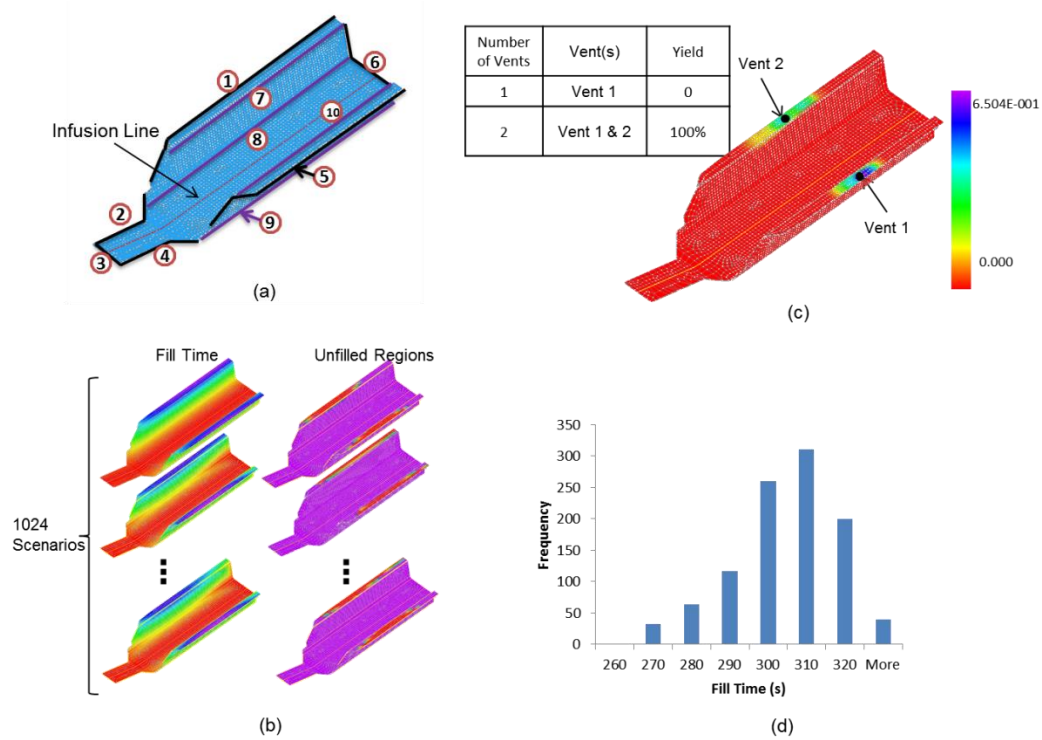 1
7
6
10
8
Infusion Line
5
2
9
4
3
(a)
Number of Vents
Vent(s)
Yield
1
Vent 1
0
2
Vent 1 & 2
100%
Vent 2
Vent 1
6.504E-001
0.000
(c)
Fill Time
Unfilled Regions
1024
Scenarios
(b)
350
300
250
200
150
100
50
0
Frequency
260 270 280 290 300 310 320 More
Fill Time (s)
(d)